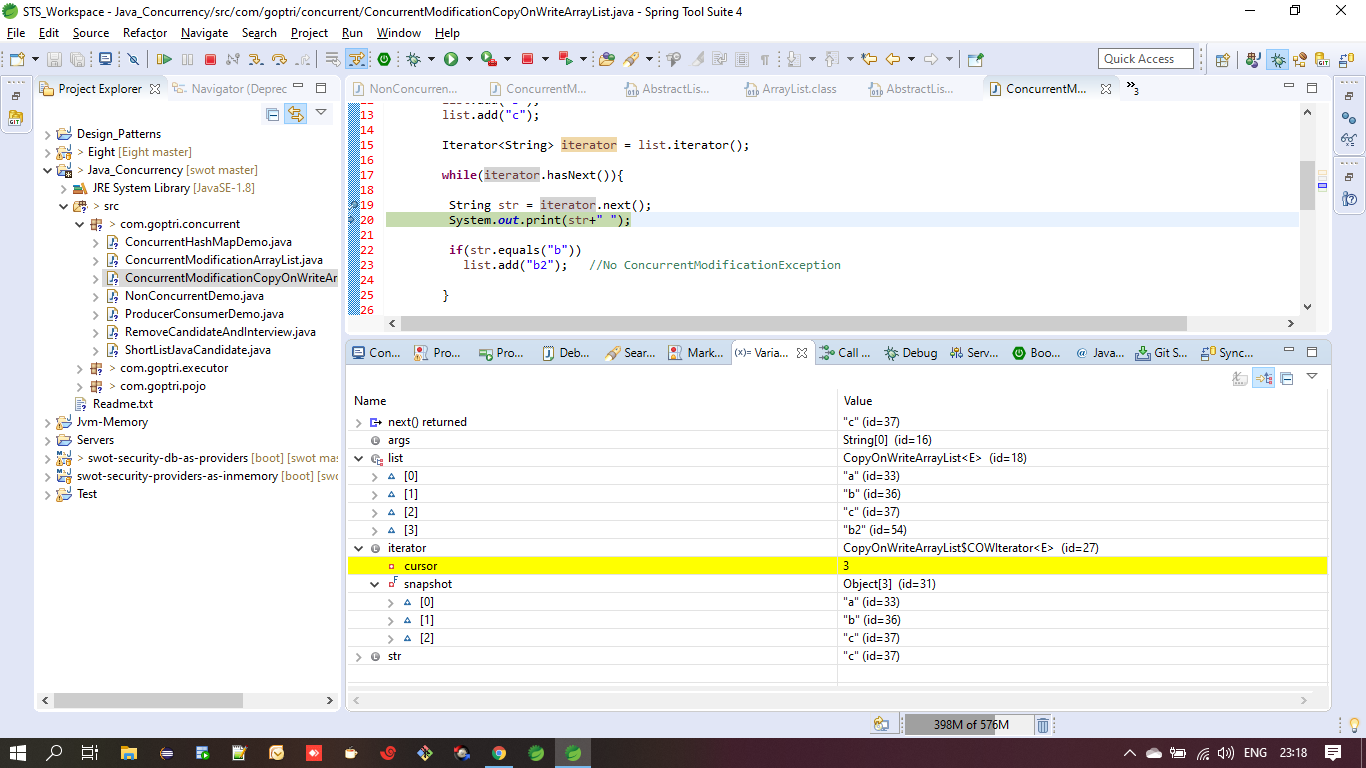 STS_Workspace - Java_Concurrency/src/com/goptri/concurrent/ConcurrentModificationCopyOnWriteArrayList.java - Spring Tool Suite 4
File Edit Source Refactor Navigate Search Project Run Window Help
Quick Access
Project Explorer Navigator (Deprec
NonConcurren... ConcurrentM... AbstractLis... ArrayList.class AbstractLis... ConcurrentM... »3
Design_Patterns
> Eight [Eight master]
> Java_Concurrency [swot master]
JRE System Library [JavaSE-1.8]
> src
> com.goptri.concurrent
ConcurrentHashMapDemo.java
ConcurrentModificationArrayList.java
ConcurrentModificationCopyOnWriteAr
NonConcurrentDemo.java
ProducerConsumerDemo.java
RemoveCandidateAndInterview.java
ShortListJavaCandidate.java
> com.goptri.executor
> com.goptri.pojo
Readme.txt
Jvm-Memory
Servers
> swot-security-db-as-providers [boot] [swot mas
swot-security-providers-as-inmemory [boot] [swo
Test
13 list.add("c");
14
15 Iterator<String> iterator = list.iterator();
16
17 while(iterator.hasNext()){
18
19 String str = iterator.next();
20 System.out.print(str+" ");
21
22 if(str.equals("b"))
23 list.add("b2"); //No ConcurrentModificationException
24
25 }
26
Con... Pro... Pro... Deb... Sear... Mark... (x)= Varia... Call ... Debug Serv... Boo... @ Java... Git S... Sync...
Name Value
next() returned "c" (id=37)
args String[0] (id=16)
list CopyOnWriteArrayList<E> (id=18)
[0] "a" (id=33)
[1] "b" (id=36)
[2] "c" (id=37)
[3] "b2" (id=54)
iterator CopyOnWriteArrayList$COWIterator<E> (id=27)
cursor 3
snapshot Object[3] (id=31)
[0] "a" (id=33)
[1] "b" (id=36)
[2] "c" (id=37)
str "c" (id=37)
398M of 576M
ENG 23:18